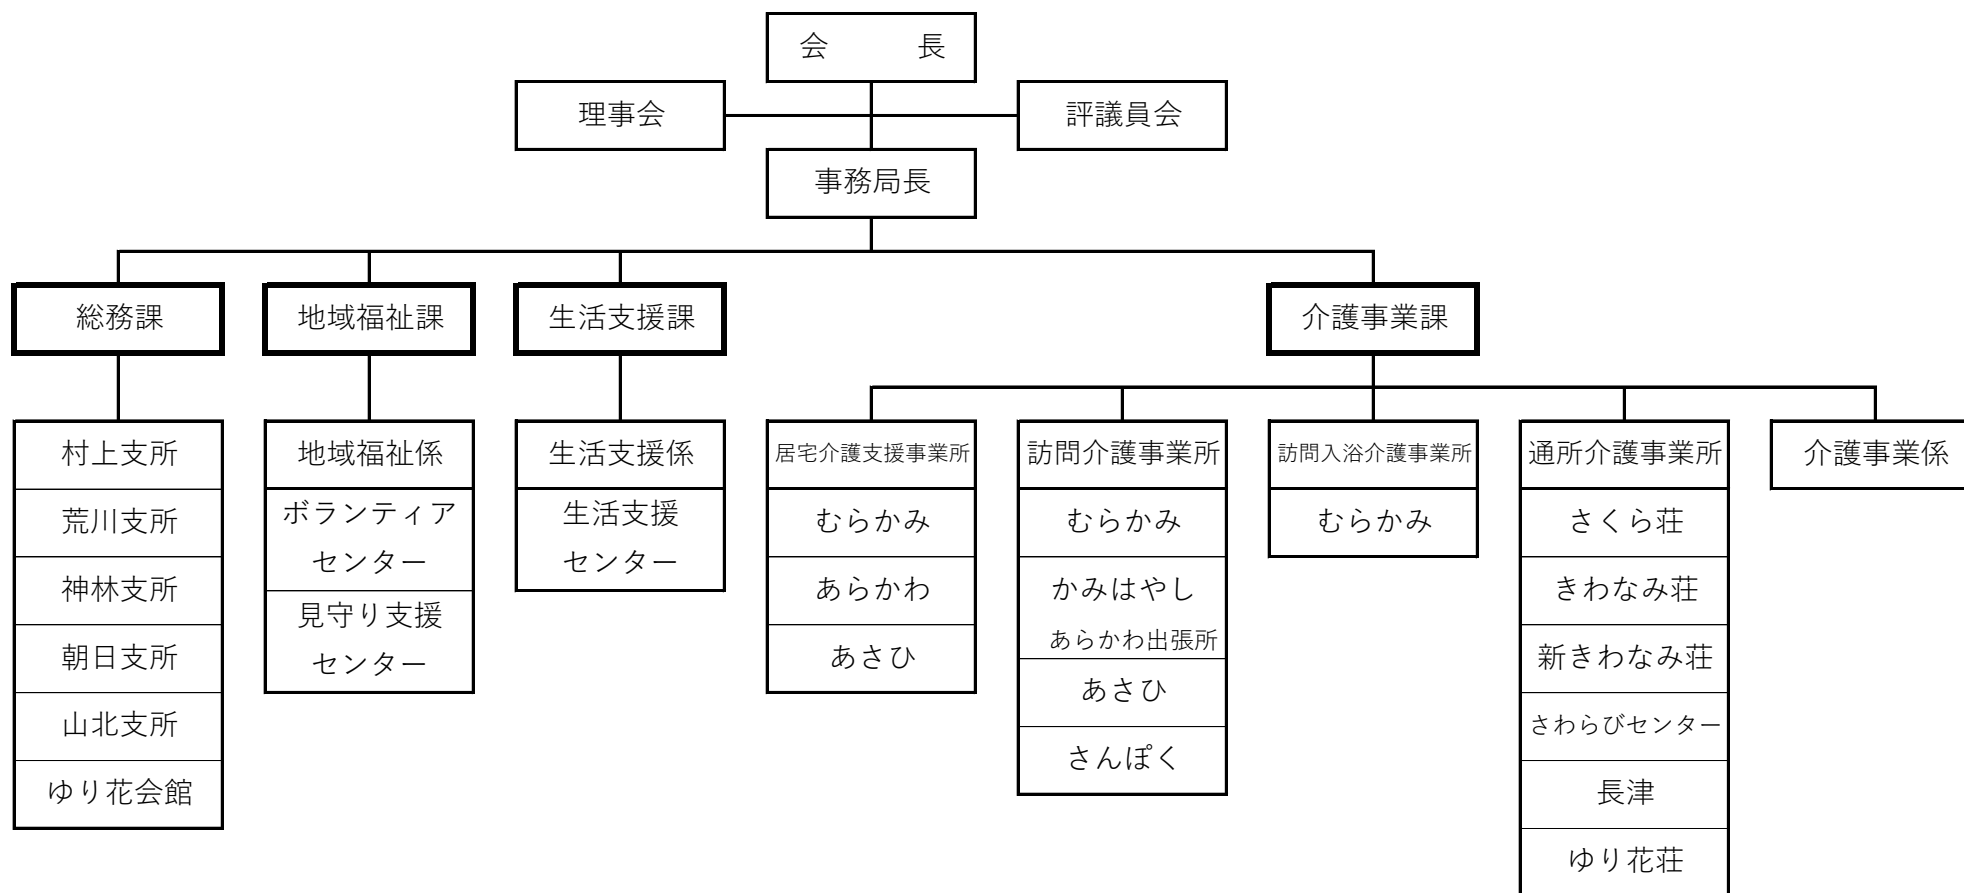 会　　　長
理事会
評議員会
事務局長
総務課
地域福祉課
生活支援課
介護事業課
村上支所
荒川支所
神林支所
朝日支所
山北支所
ゆり花会館
地域福祉係
ボランティア
センター
見守り支援
センター
生活支援係
生活支援
センター
居宅介護支援事業所
むらかみ
あらかわ
あさひ
訪問介護事業所
むらかみ
かみはやし
あらかわ出張所
あさひ
さんぽく
訪問入浴介護事業所
むらかみ
通所介護事業所
さくら荘
きわなみ荘
新きわなみ荘
さわらびセンター
長津
ゆり花荘
介護事業係